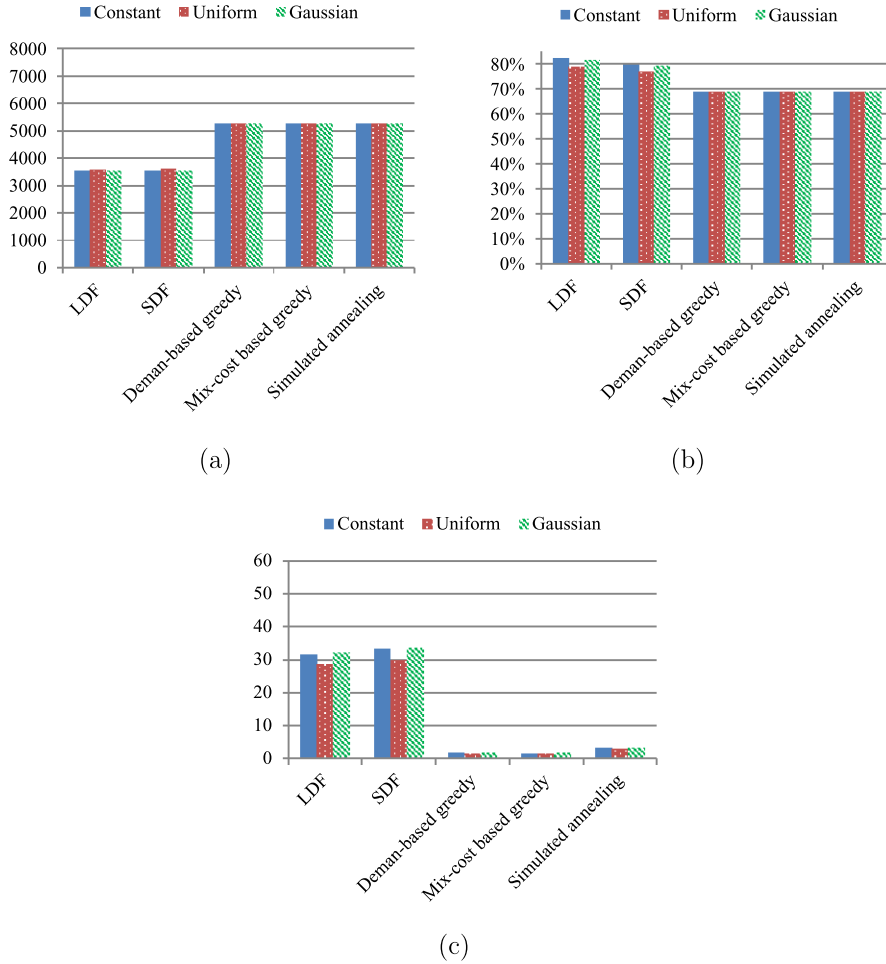 Constant Uniform Gaussian
8000
7000
6000
5000
4000
3000
2000
1000
0
LDF
SDF
Deman-based greedy
Mix-cost based greedy
Simulated annealing
(a)
Constant Uniform Gaussian
80%
70%
60%
50%
40%
30%
20%
10%
0%
LDF
SDF
Deman-based greedy
Mix-cost based greedy
Simulated annealing
(b)
Constant Uniform Gaussian
60
50
40
30
20
10
0
LDF
SDF
Deman-based greedy
Mix-cost based greedy
Simulated annealing
(c)